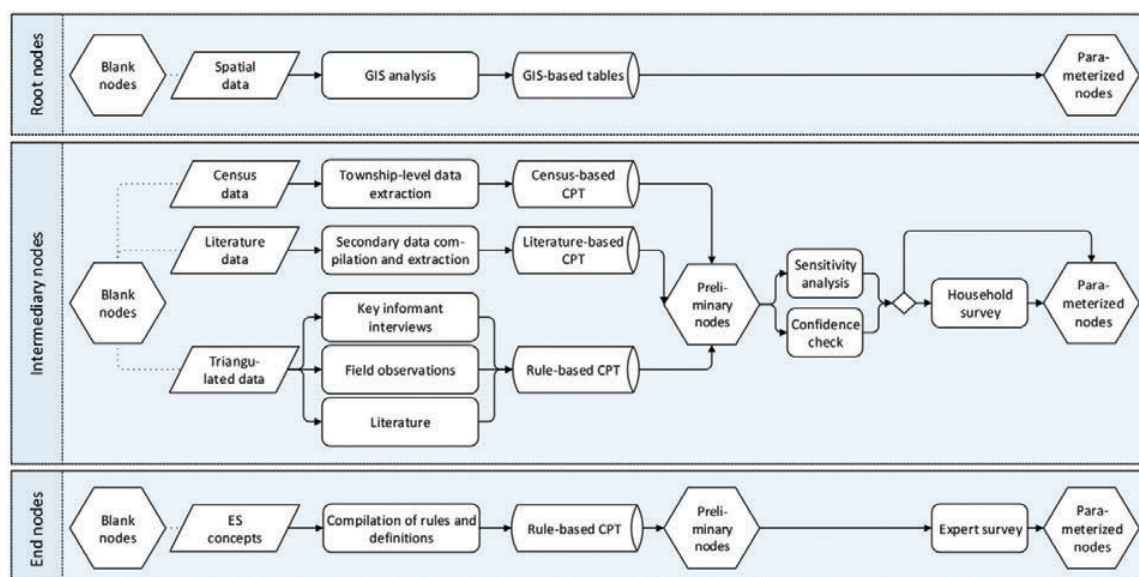 Root nodes
Blank
nodes
Spatial
data
GIS analysis
GIS-based tables
Para-
meterized
nodes
Intermediary nodes
Blank
nodes
Census
data
Township-level data
extraction
Census-based
CPT
Literature
data
Secondary data com-
pilation and extraction
Literature-based
CPT
Triangu-
lated data
Key informant
interviews
Field observations
Literature
Rule-based CPT
Preli-
minary
nodes
Sensitivity
analysis
Confidence
check
Household
survey
Para-
meterized
nodes
End nodes
Blank
nodes
ES
concepts
Compilation of rules and
definitions
Rule-based CPT
Preli-
minary
nodes
Expert survey
Para-
meterized
nodes